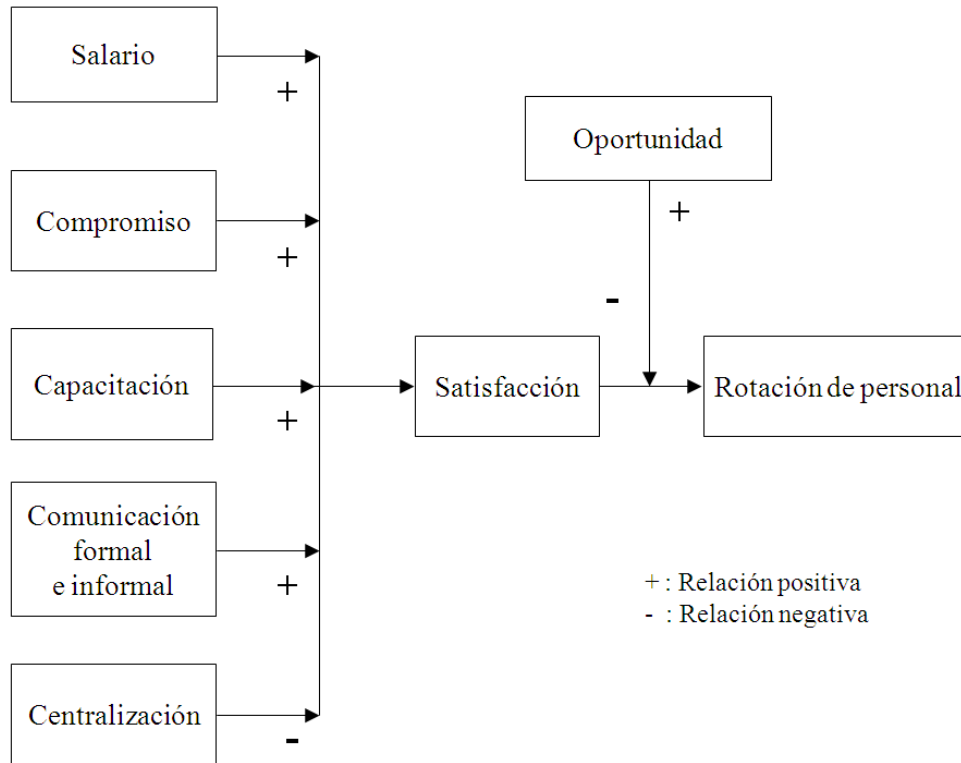 Salario
+
Oportunidad
+
Compromiso
+
-
Capacitación
+
Satisfacción
Rotación de personal
Comunicación
formal
e informal
+
+ : Relación positiva
- : Relación negativa
Centralización
-